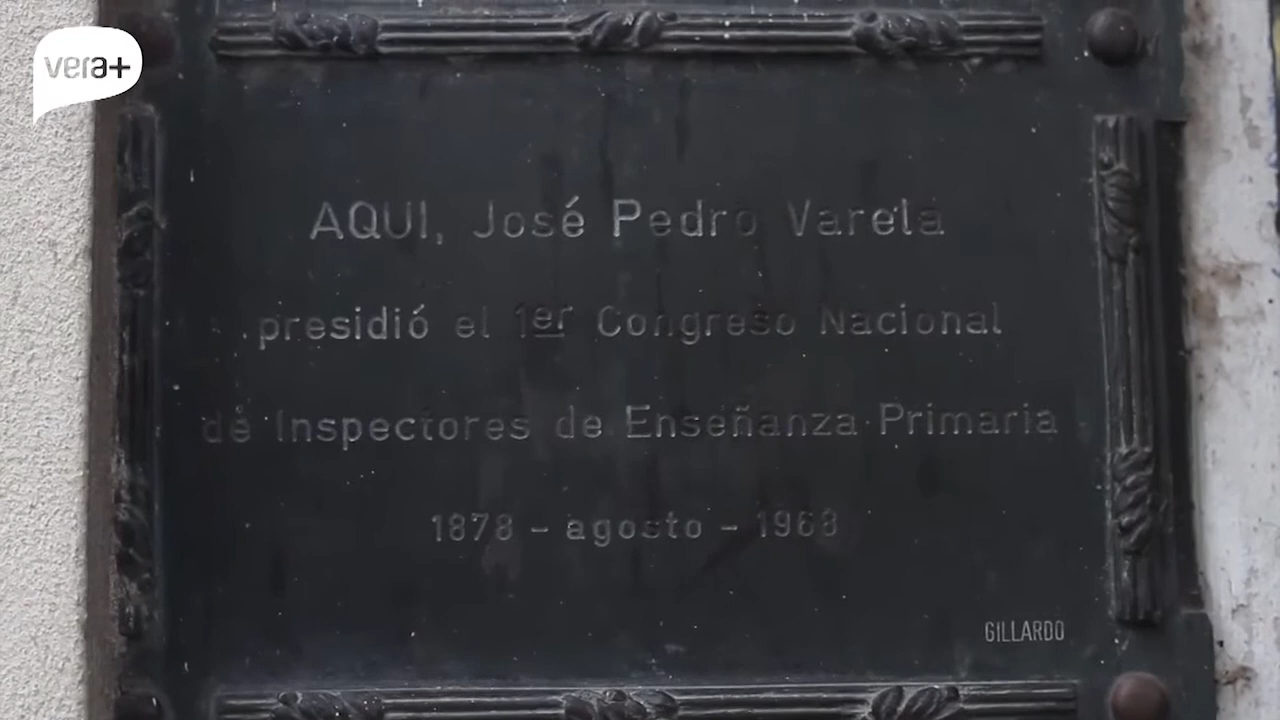 vera+
AQUI, José Pedro Varela
presidió el 1er Congreso Nacional
de Inspectores de Enseñanza Primaria
1878 - agosto - 1968
GILLARDO